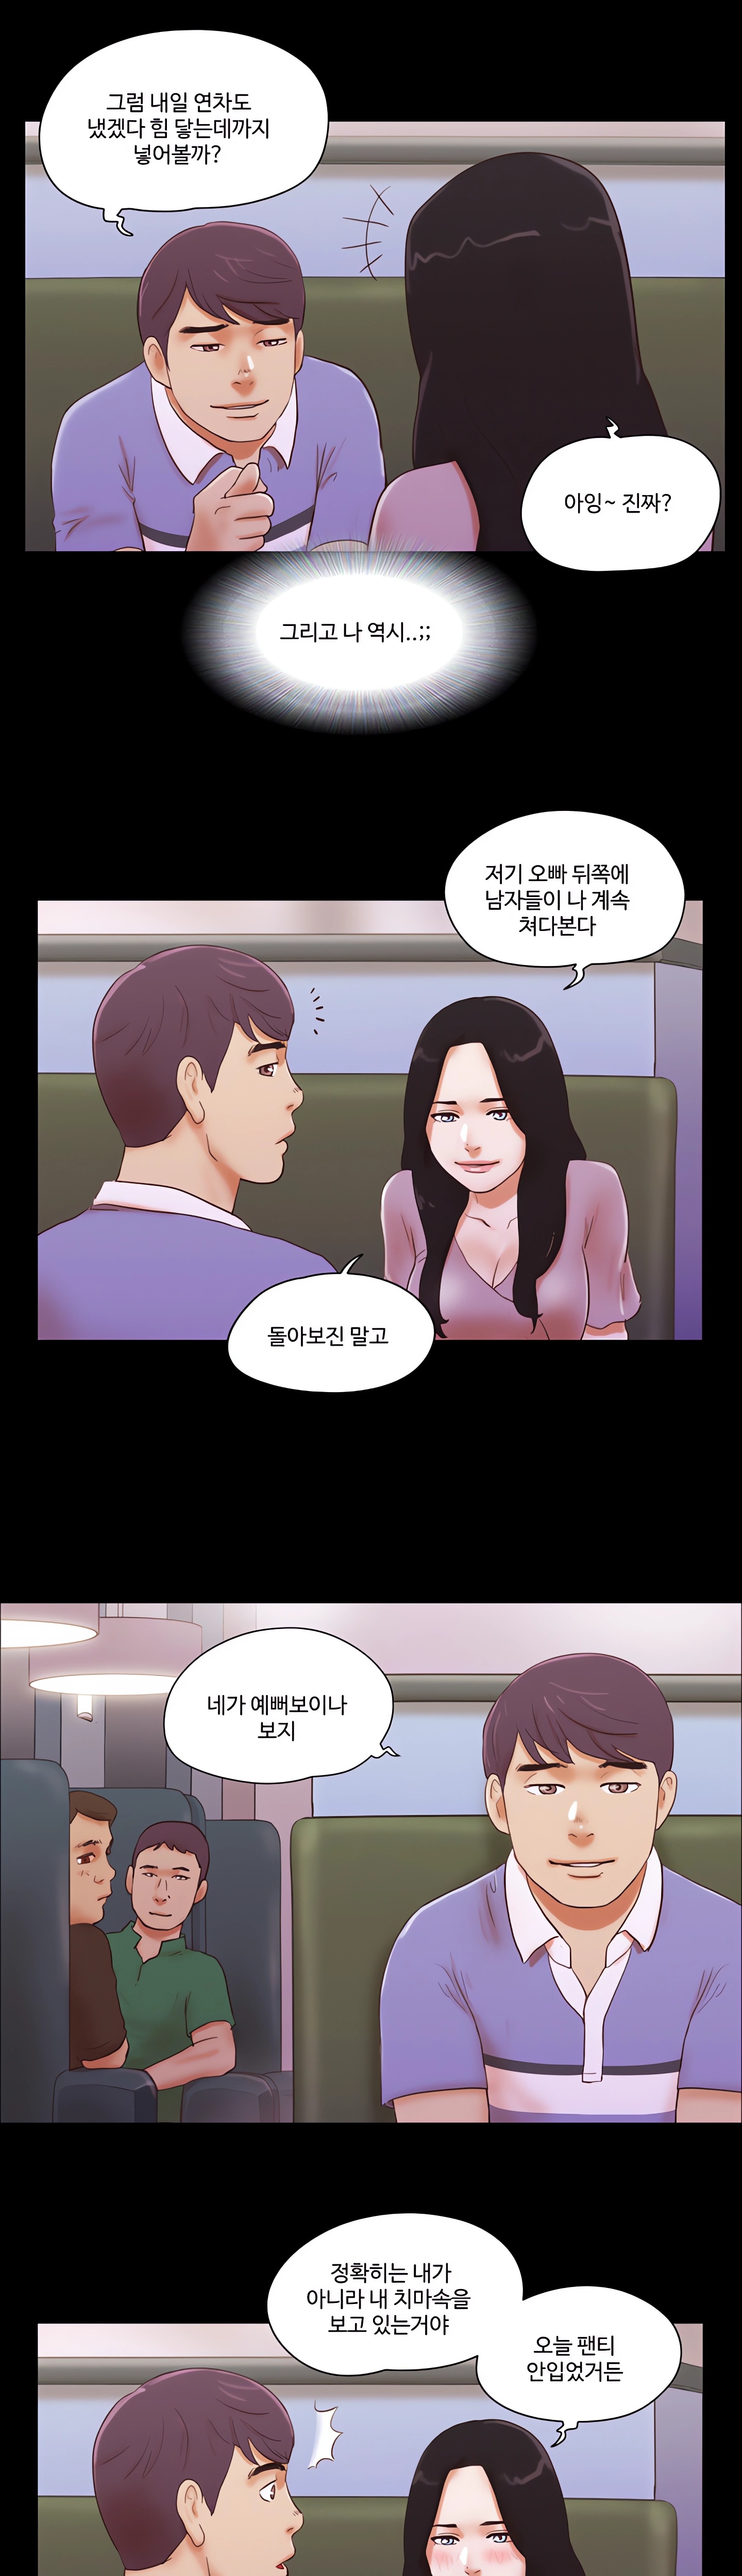 그럼 내일 연차도
냈겠다 힘 닿는데까지
넣어볼까?
아잉~ 진짜?
그리고 나 역시..;;
저기 오빠 뒤쪽에
남자들이 나 계속
쳐다본다
돌아보진 말고
네가 예뻐보이나
보지
정확히는 내가
아니라 내 치마속을
보고 있는거야
오늘 팬티
안입었거든